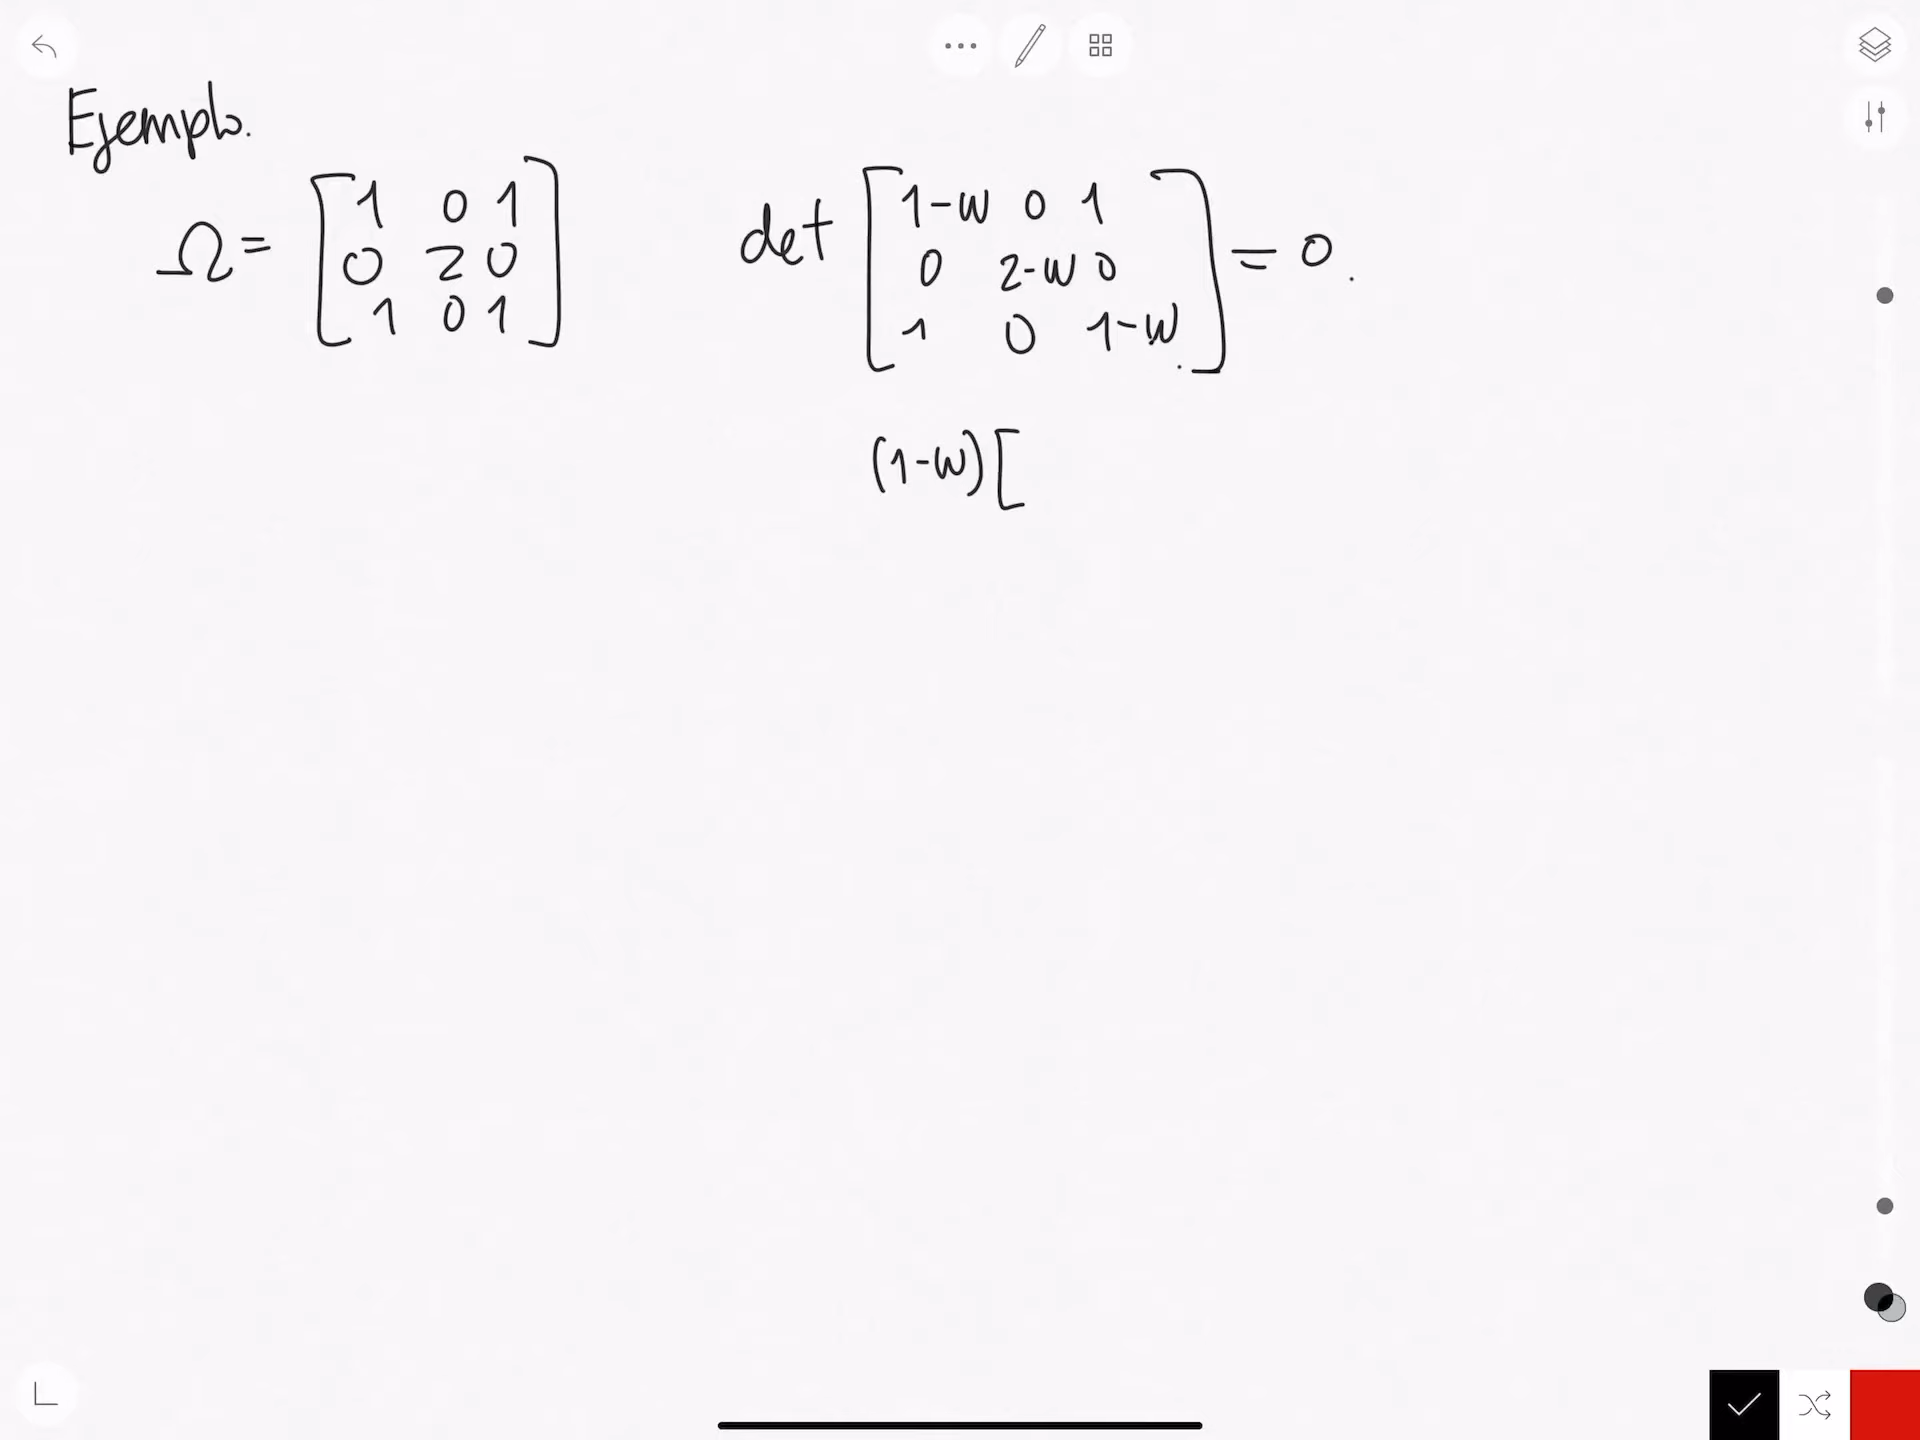 Ejemplo.
Ω = [1 0 1
0 2 0
1 0 1]
det [1-w 0 1
0 2-w 0
1 0 1-w] = 0.
(1-w)[